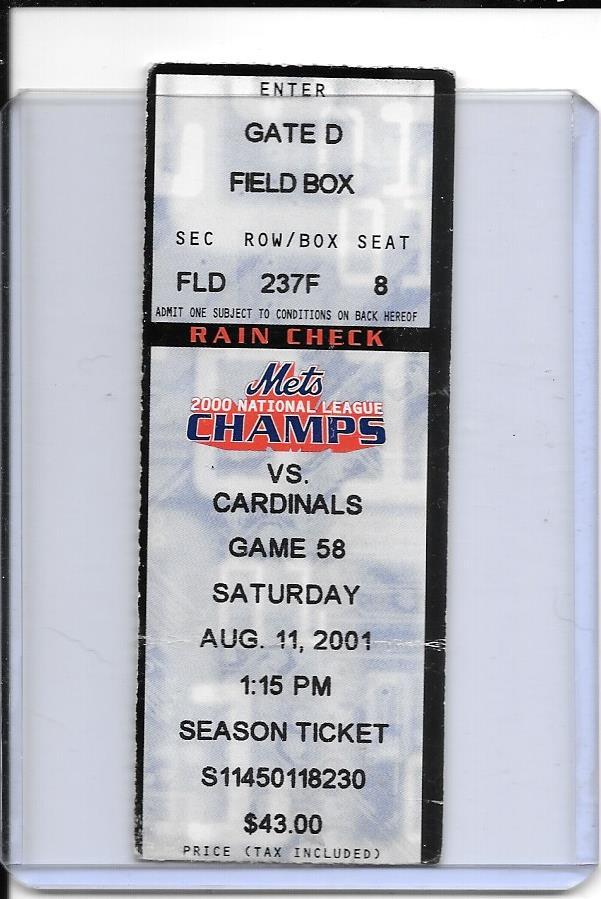 ENTER
GATE D
FIELD BOX
SEC ROW/BOX SEAT
FLD 237F 8
ADMIT ONE SUBJECT TO CONDITIONS ON BACK HEREOF
RAIN CHECK
Mets
2000 NATIONAL LEAGUE
CHAMPS
VS.
CARDINALS
GAME 58
SATURDAY
AUG. 11, 2001
1:15 PM
SEASON TICKET
S11450118230
$43.00
PRICE (TAX INCLUDED)